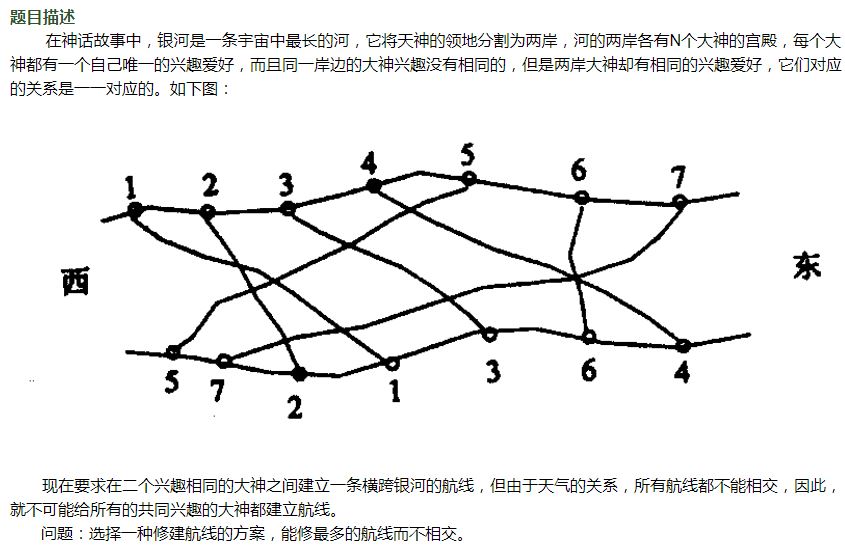 题目描述
在神话故事中，银河是一条宇宙中最长的河，它将天神的领地分割为两岸，河的两岸各有N个大神的宫殿，每个大
神都有一个自己唯一的兴趣爱好，而且同一岸边的大神兴趣没有相同的，但是两岸大神却有相同的兴趣爱好，它们对应
的关系是一一对应的。如下图：
1 2 3 4 5 6 7
西 东
5 7 2 1 3 6 4
现在要求在二个兴趣相同的大神之间建立一条横跨银河的航线，但由于天气的关系，所有航线都不能相交，因此，
就不可能给所有的共同兴趣的大神都建立航线。
问题：选择一种修建航线的方案，能修最多的航线而不相交。